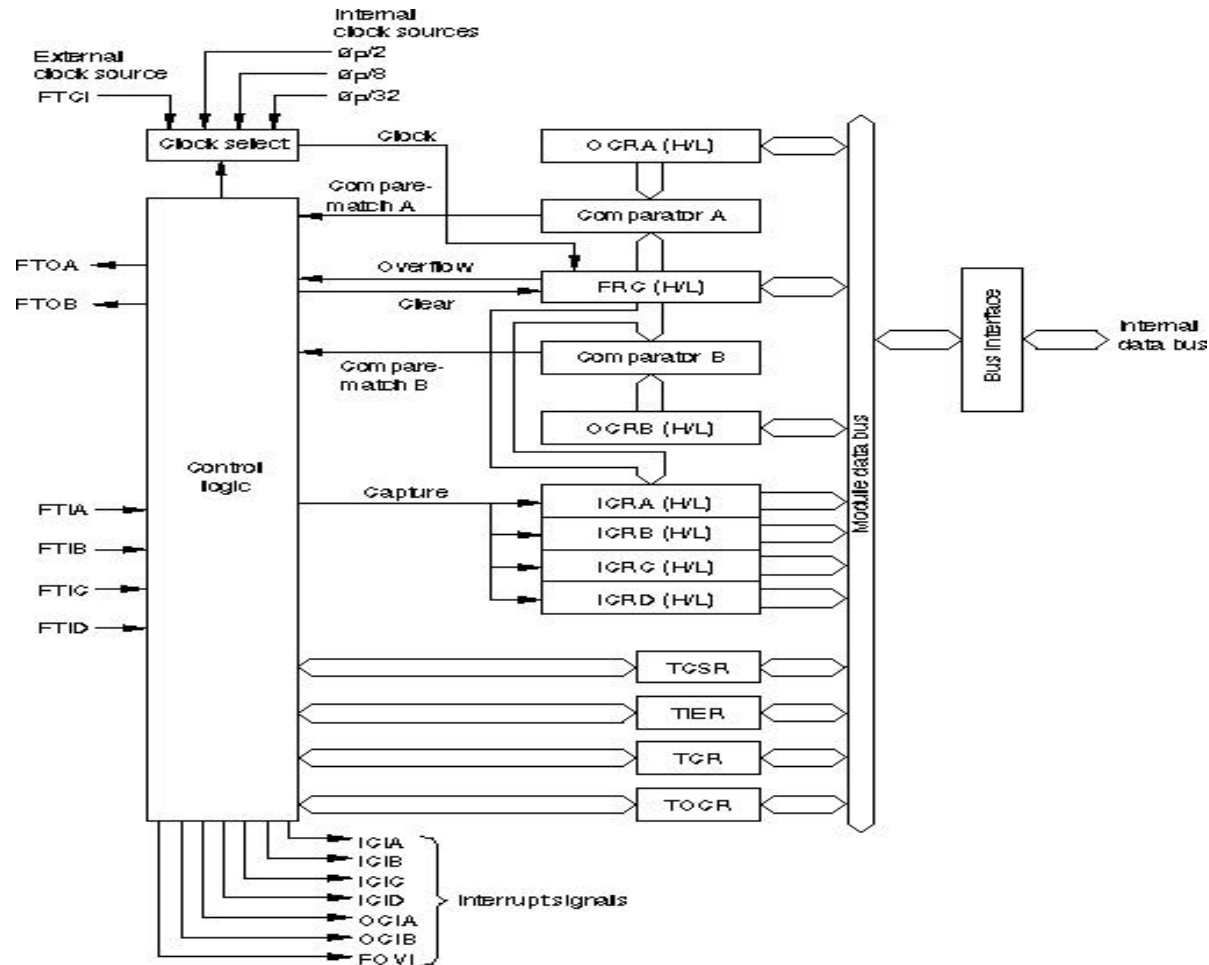 Internal
clock sources
External
clock source
øp/2
øp/8
FTCI
øp/32
Clock select
Clock
OCRA (H/L)
Compare-
match A
Comparator A
FTOA
Overflow
FRC (H/L)
FTOB
Clear
Compare-
match B
Comparator B
OCRB (H/L)
Bus interface
Internal
data bus
Module data bus
Control
logic
Capture
ICRA (H/L)
ICRB (H/L)
ICRC (H/L)
ICRD (H/L)
FTIA
FTIB
FTIC
FTID
TCSR
TIER
TCR
TOCR
ICIA
ICIB
ICIC
ICID
OCIA
OCIB
FOVI
Interrupt signals